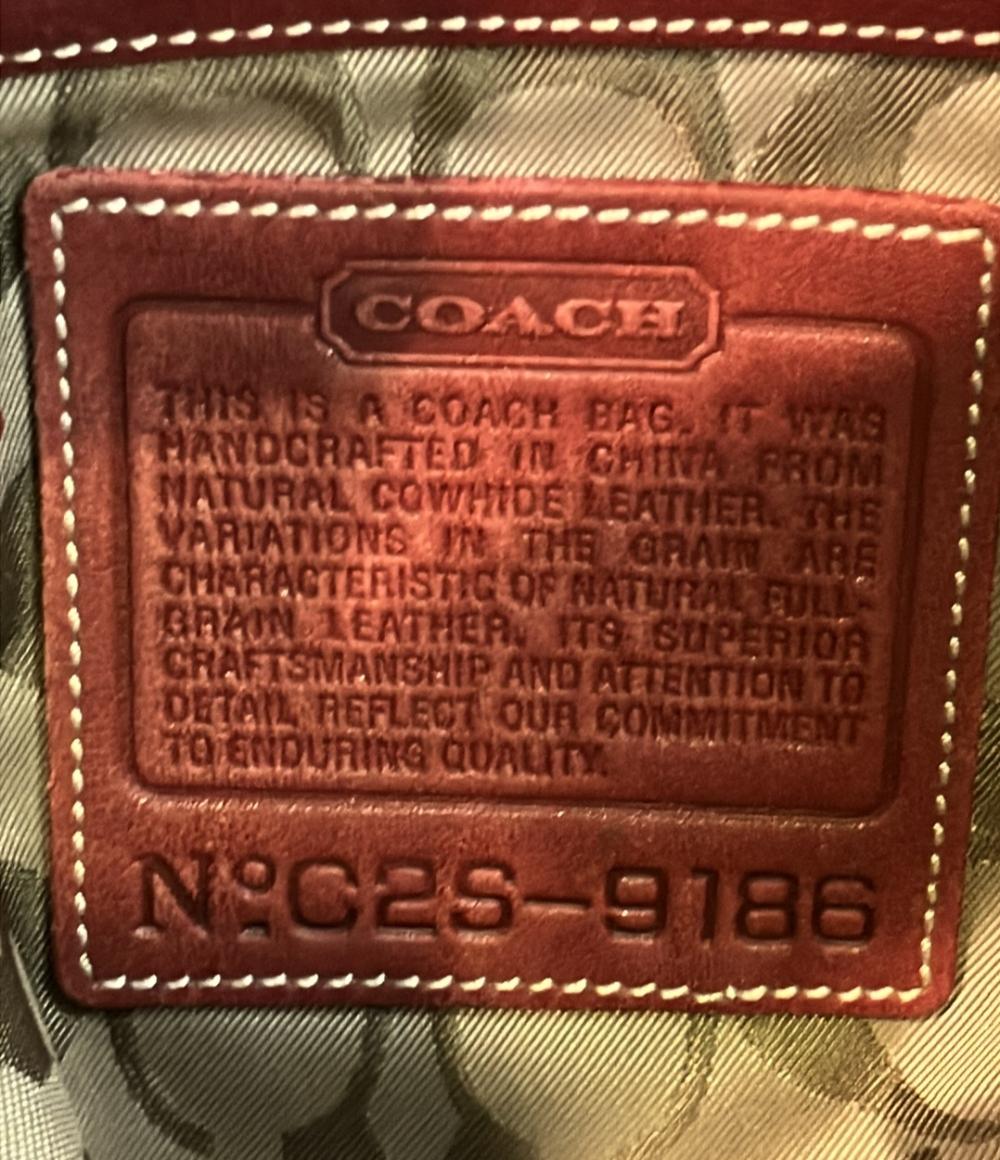 COACH
THIS IS A COACH BAG. IT WAS
HANDCRAFTED IN CHINA FROM
NATURAL COWHIDE LEATHER. THE
VARIATIONS IN THE GRAIN ARE
CHARACTERISTIC OF NATURAL FULL-
GRAIN LEATHER. ITS SUPERIOR
CRAFTSMANSHIP AND ATTENTION TO
DETAIL REFLECT OUR COMMITMENT
TO ENDURING QUALITY.
Nº:C2S-9186